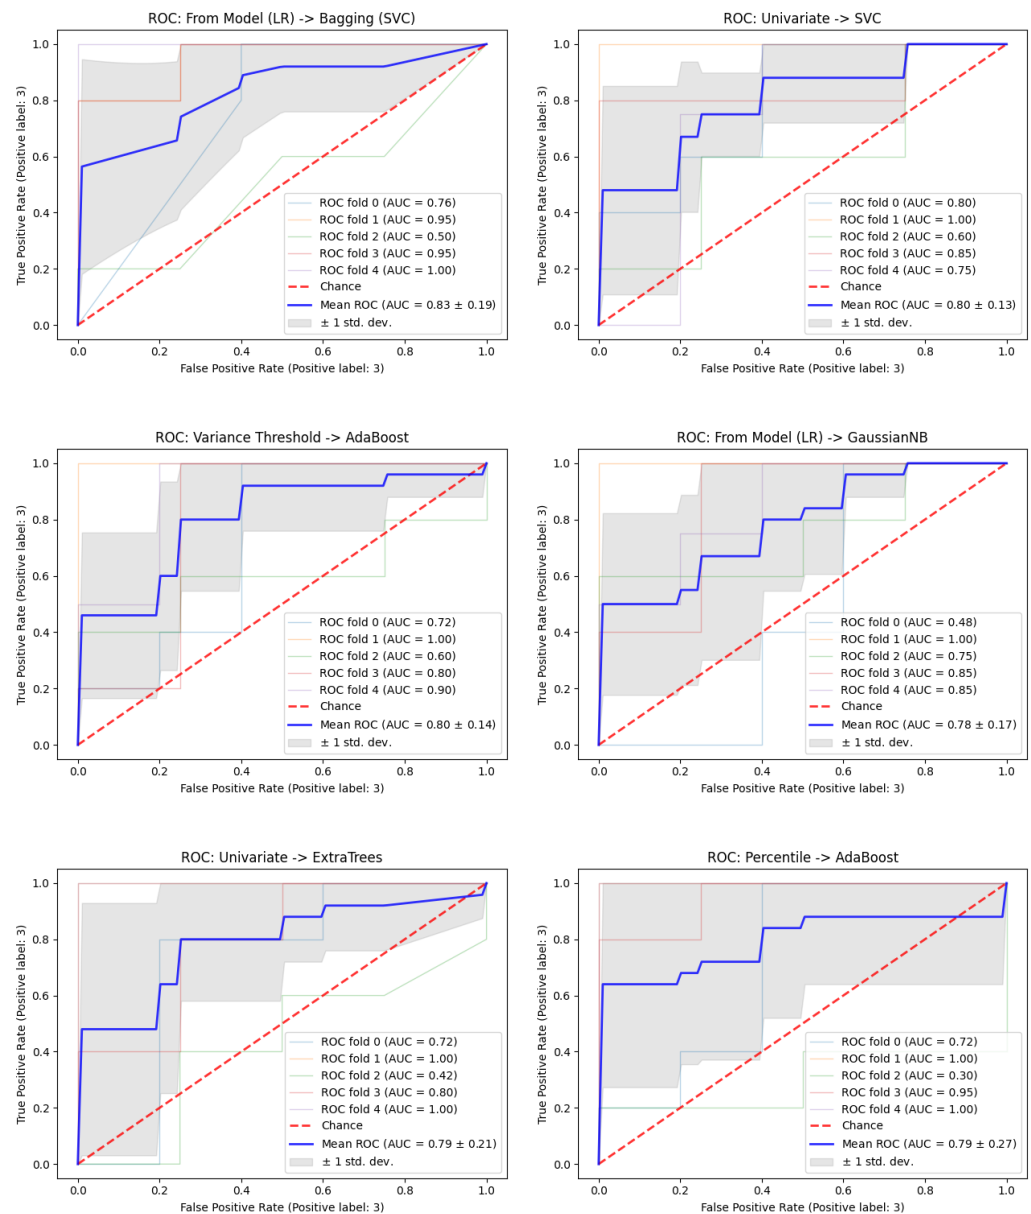 ROC: From Model (LR) -> Bagging (SVC)
True Positive Rate (Positive label: 3)
1.0
0.8
0.6
0.4
0.2
0.0
ROC fold 0 (AUC = 0.76)
ROC fold 1 (AUC = 0.95)
ROC fold 2 (AUC = 0.50)
ROC fold 3 (AUC = 0.95)
ROC fold 4 (AUC = 1.00)
Chance
Mean ROC (AUC = 0.83 ± 0.19)
± 1 std. dev.
0.0 0.2 0.4 0.6 0.8 1.0
False Positive Rate (Positive label: 3)
ROC: Univariate -> SVC
True Positive Rate (Positive label: 3)
1.0
0.8
0.6
0.4
0.2
0.0
ROC fold 0 (AUC = 0.80)
ROC fold 1 (AUC = 1.00)
ROC fold 2 (AUC = 0.60)
ROC fold 3 (AUC = 0.85)
ROC fold 4 (AUC = 0.75)
Chance
Mean ROC (AUC = 0.80 ± 0.13)
± 1 std. dev.
0.0 0.2 0.4 0.6 0.8 1.0
False Positive Rate (Positive label: 3)
ROC: Variance Threshold -> AdaBoost
True Positive Rate (Positive label: 3)
1.0
0.8
0.6
0.4
0.2
0.0
ROC fold 0 (AUC = 0.72)
ROC fold 1 (AUC = 1.00)
ROC fold 2 (AUC = 0.60)
ROC fold 3 (AUC = 0.80)
ROC fold 4 (AUC = 0.90)
Chance
Mean ROC (AUC = 0.80 ± 0.14)
± 1 std. dev.
0.0 0.2 0.4 0.6 0.8 1.0
False Positive Rate (Positive label: 3)
ROC: From Model (LR) -> GaussianNB
True Positive Rate (Positive label: 3)
1.0
0.8
0.6
0.4
0.2
0.0
ROC fold 0 (AUC = 0.48)
ROC fold 1 (AUC = 1.00)
ROC fold 2 (AUC = 0.75)
ROC fold 3 (AUC = 0.85)
ROC fold 4 (AUC = 0.85)
Chance
Mean ROC (AUC = 0.78 ± 0.17)
± 1 std. dev.
0.0 0.2 0.4 0.6 0.8 1.0
False Positive Rate (Positive label: 3)
ROC: Univariate -> ExtraTrees
True Positive Rate (Positive label: 3)
1.0
0.8
0.6
0.4
0.2
0.0
ROC fold 0 (AUC = 0.72)
ROC fold 1 (AUC = 1.00)
ROC fold 2 (AUC = 0.42)
ROC fold 3 (AUC = 0.80)
ROC fold 4 (AUC = 1.00)
Chance
Mean ROC (AUC = 0.79 ± 0.21)
± 1 std. dev.
0.0 0.2 0.4 0.6 0.8 1.0
False Positive Rate (Positive label: 3)
ROC: Percentile -> AdaBoost
True Positive Rate (Positive label: 3)
1.0
0.8
0.6
0.4
0.2
0.0
ROC fold 0 (AUC = 0.72)
ROC fold 1 (AUC = 1.00)
ROC fold 2 (AUC = 0.30)
ROC fold 3 (AUC = 0.95)
ROC fold 4 (AUC = 1.00)
Chance
Mean ROC (AUC = 0.79 ± 0.27)
± 1 std. dev.
0.0 0.2 0.4 0.6 0.8 1.0
False Positive Rate (Positive label: 3)